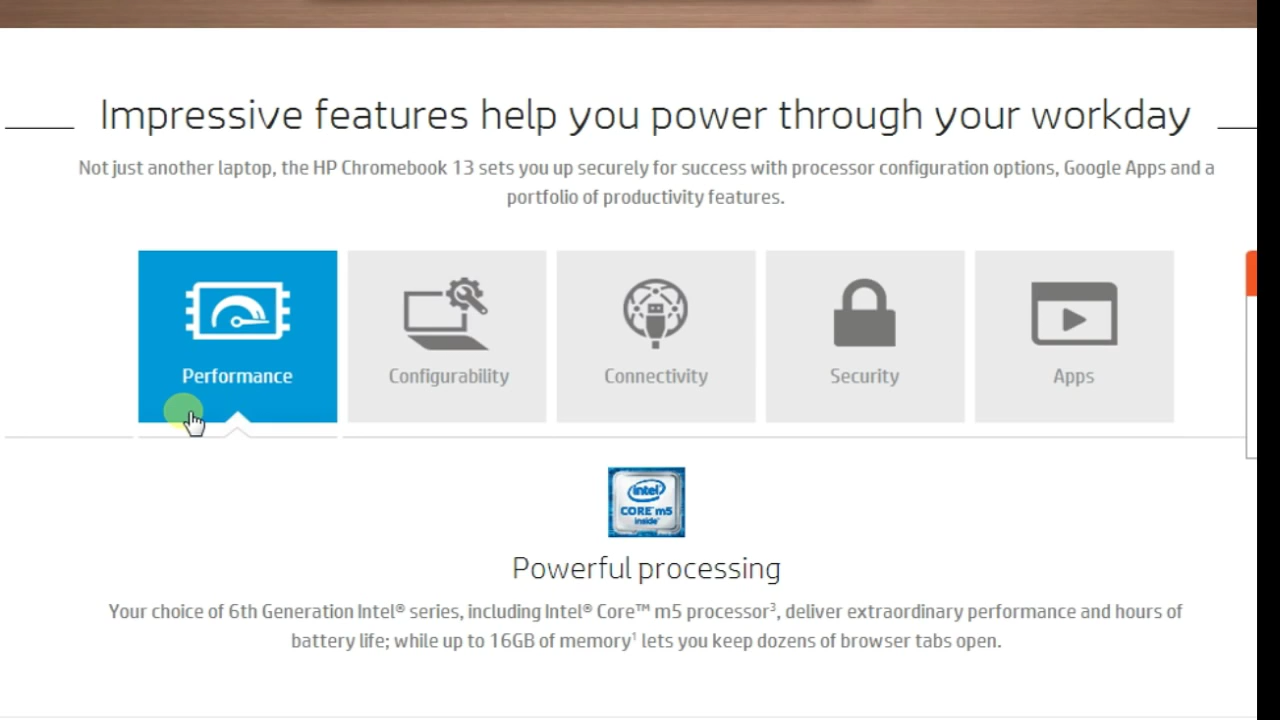 Impressive features help you power through your workday
Not just another laptop, the HP Chromebook 13 sets you up securely for success with processor configuration options, Google Apps and a
portfolio of productivity features.
Performance
Configurability
Connectivity
Security
Apps
intel
CORE™ m5
inside™
Powerful processing
Your choice of 6th Generation Intel® series, including Intel® Core™ m5 processor³, deliver extraordinary performance and hours of
battery life; while up to 16GB of memory¹ lets you keep dozens of browser tabs open.